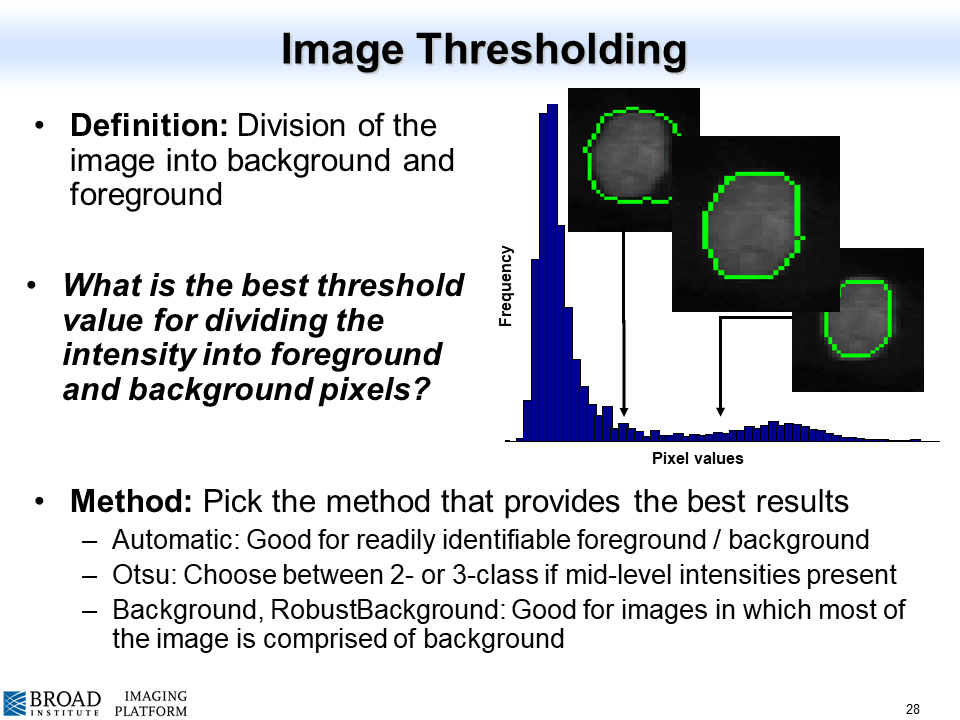 Image Thresholding
• Definition: Division of the
image into background and
foreground
• What is the best threshold
value for dividing the
intensity into foreground
and background pixels?
Frequency
Pixel values
• Method: Pick the method that provides the best results
– Automatic: Good for readily identifiable foreground / background
– Otsu: Choose between 2- or 3-class if mid-level intensities present
– Background, RobustBackground: Good for images in which most of
the image is comprised of background
BROAD
INSTITUTE
IMAGING
PLATFORM
28